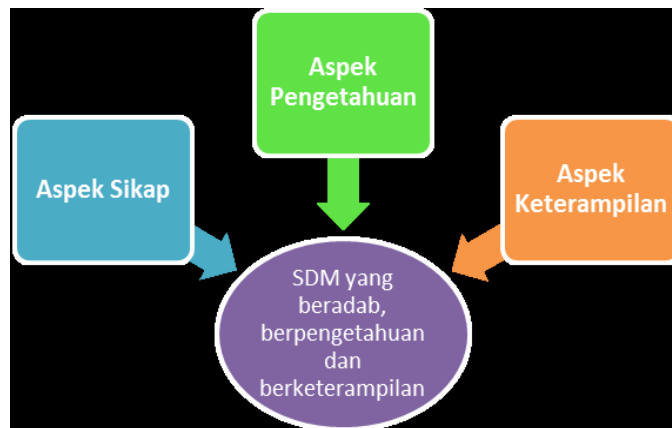 Aspek
Pengetahuan
Aspek Sikap
Aspek
Keterampilan
SDM yang
beradab,
berpengetahuan
dan
berketerampilan